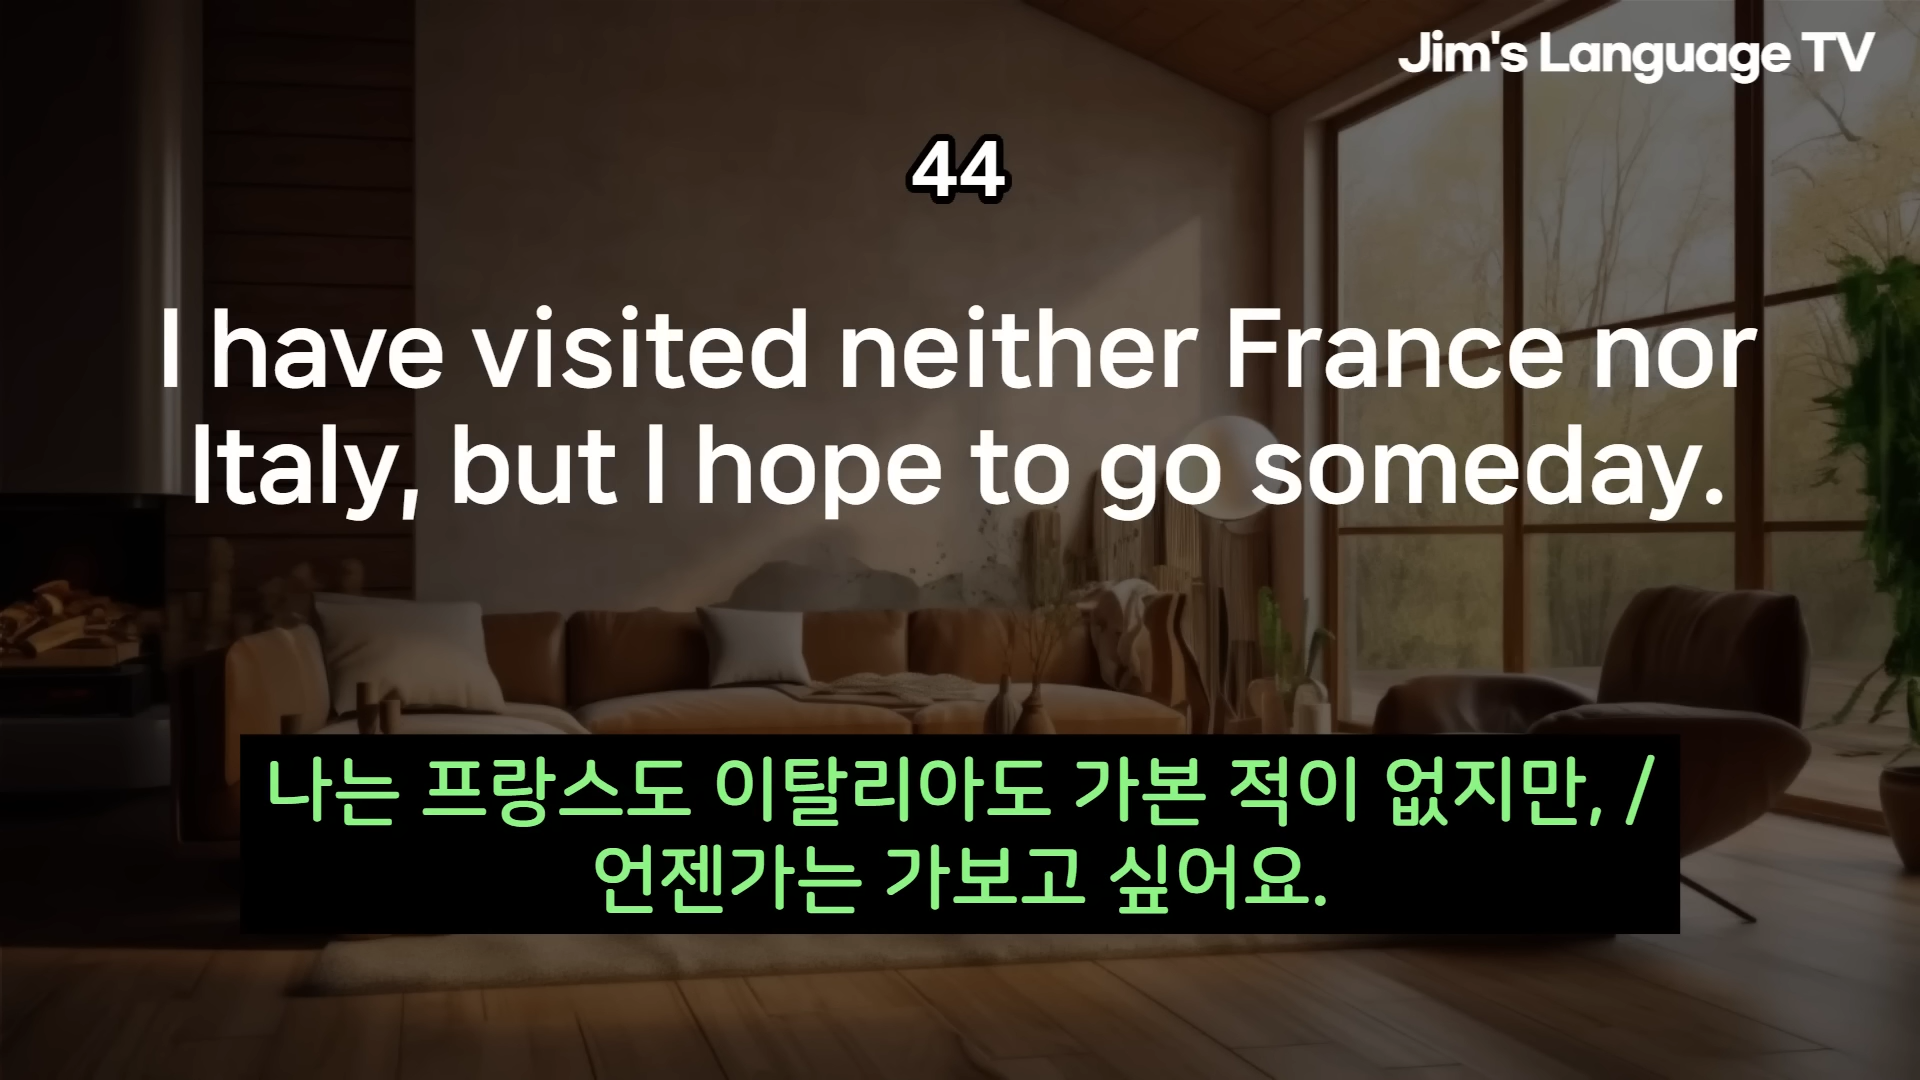 Jim's Language TV
44
I have visited neither France nor
Italy, but I hope to go someday.
나는 프랑스도 이탈리아도 가본 적이 없지만, /
언젠가는 가보고 싶어요.